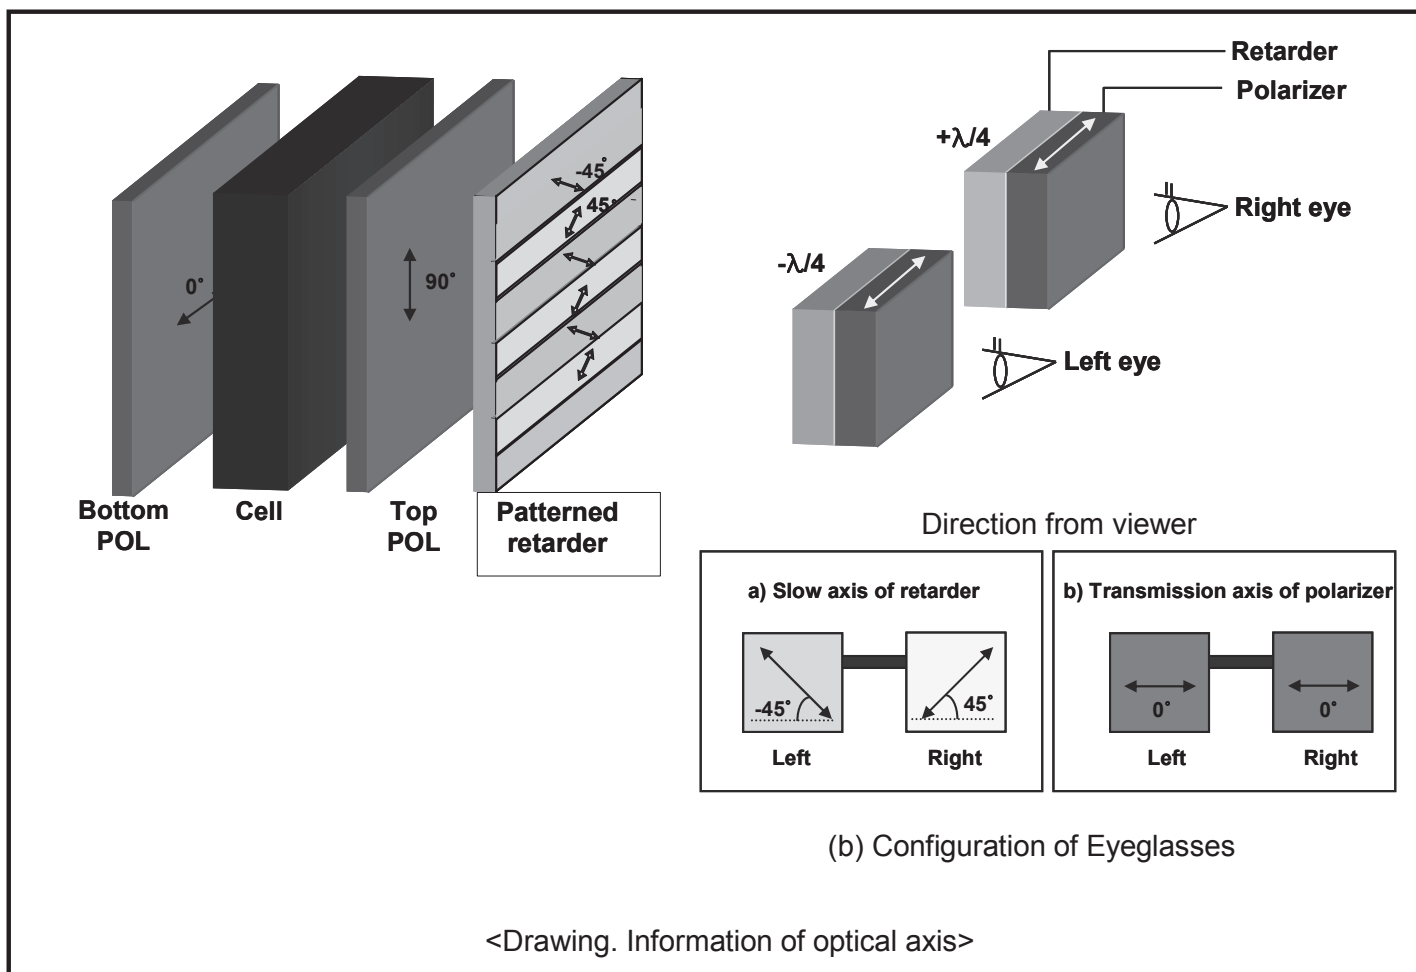 Retarder
Polarizer
+λ/4
-45°
45°
Right eye
-λ/4
0°
90°
Left eye
Bottom
POL
Cell
Top
POL
Patterned
retarder
Direction from viewer
a) Slow axis of retarder
-45°
45°
Left
Right
b) Transmission axis of polarizer
0°
0°
Left
Right
(b) Configuration of Eyeglasses
<Drawing. Information of optical axis>